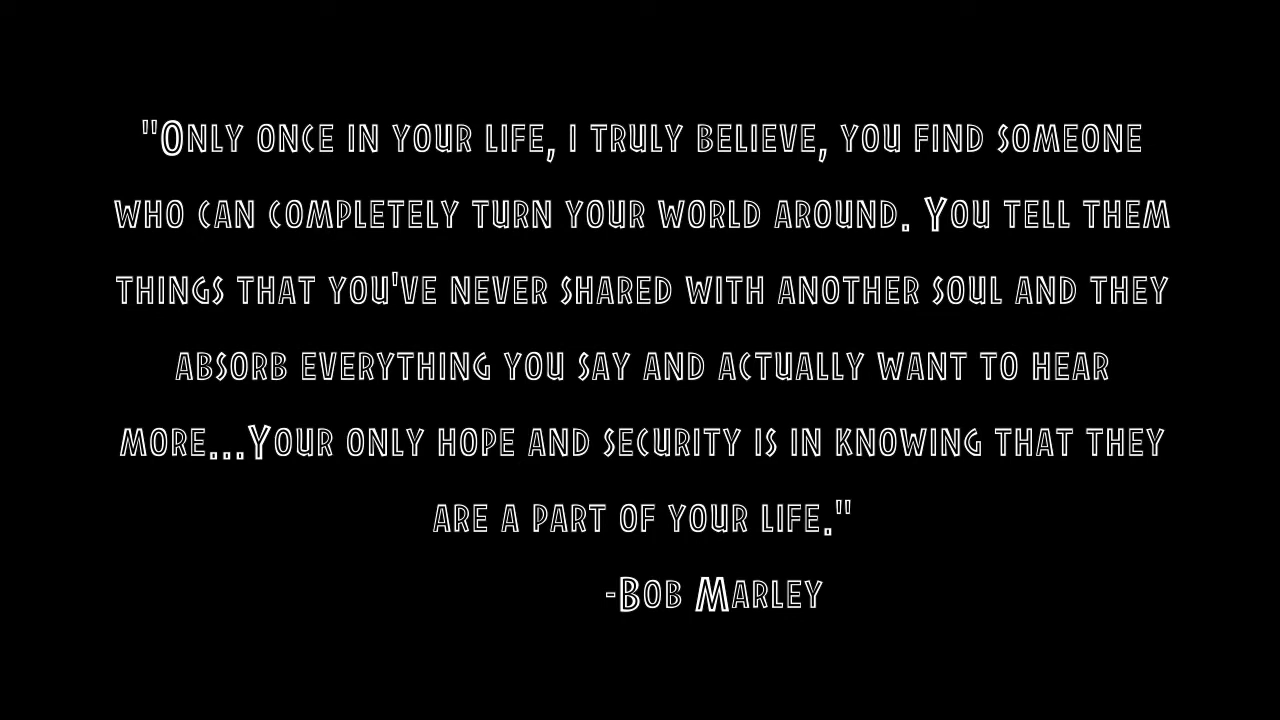 "Only once in your life, i truly believe, you find someone
who can completely turn your world around. You tell them
things that you've never shared with another soul and they
absorb everything you say and actually want to hear
more...Your only hope and security is in knowing that they
are a part of your life."
-Bob Marley